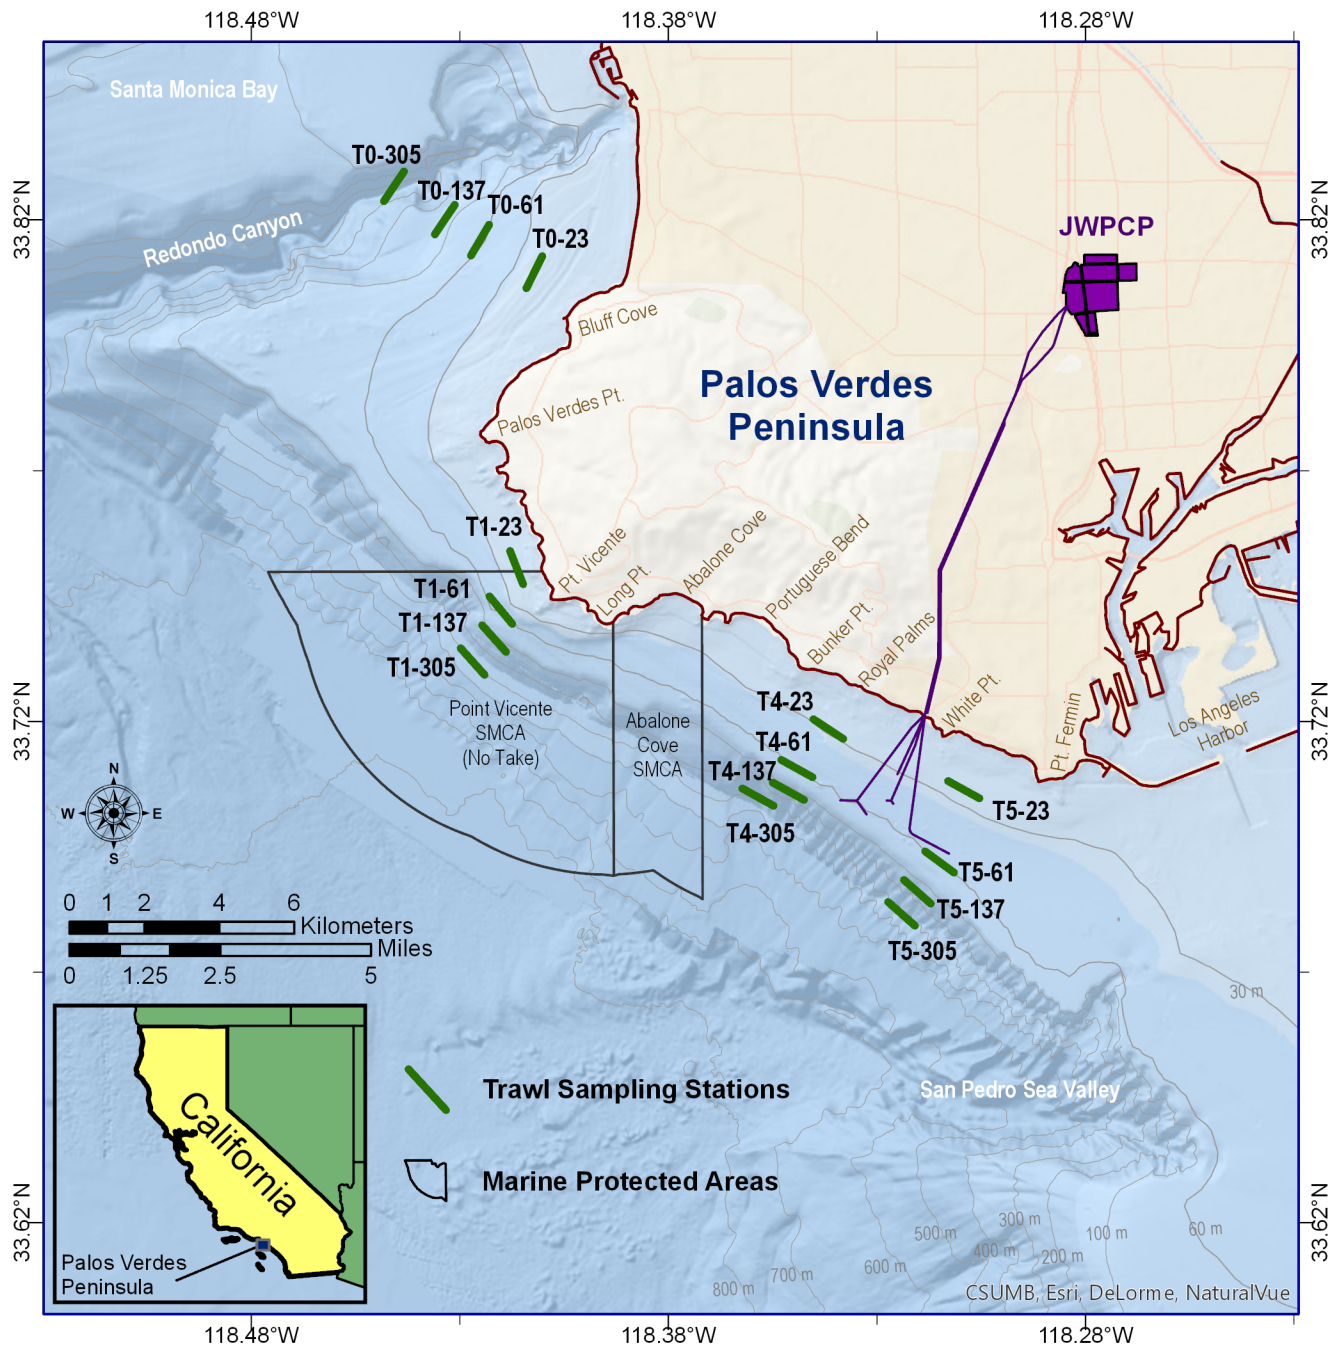 118.48°W
118.38°W
118.28°W
Santa Monica Bay
T0-305
T0-137
T0-61
T0-23
33.82°N
33.82°N
JWPCP
Redondo Canyon
Bluff Cove
Palos Verdes
Peninsula
Palos Verdes Pt.
T1-23
Pt. Vicente
Long Pt.
Abalone Cove
Portuguese Bend
Bunker Pt.
Royal Palms
White Pt.
Pt. Fermin
Los Angeles
Harbor
T1-61
T1-137
T1-305
Point Vicente
SMCA
(No Take)
Abalone
Cove
SMCA
33.72°N
33.72°N
T4-23
T4-61
T4-137
T4-305
T5-23
T5-61
T5-137
T5-305
N
W
E
S
0 1 2 4 6
Kilometers
Miles
0 1.25 2.5 5
30 m
California
Palos Verdes
Peninsula
Trawl Sampling Stations
Marine Protected Areas
San Pedro Sea Valley
33.62°N
33.62°N
300 m
500 m
100 m
60 m
400 m
200 m
600 m
700 m
800 m
CSUMB, Esri, DeLorme, NaturalVue
118.48°W
118.38°W
118.28°W